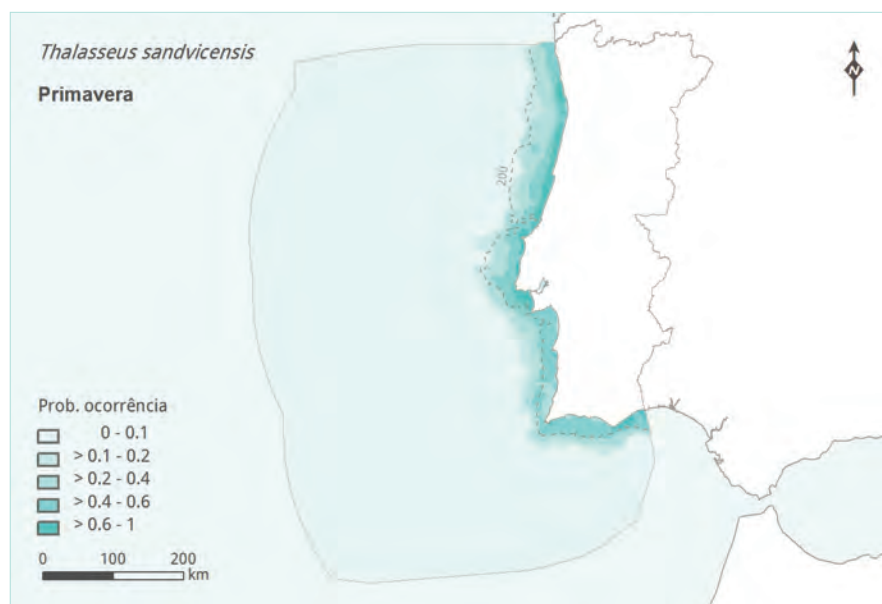 Thalasseus sandvicensis
Primavera
N
200
Prob. ocorrência
0 - 0.1
> 0.1 - 0.2
> 0.2 - 0.4
> 0.4 - 0.6
> 0.6 - 1
0 100 200
km